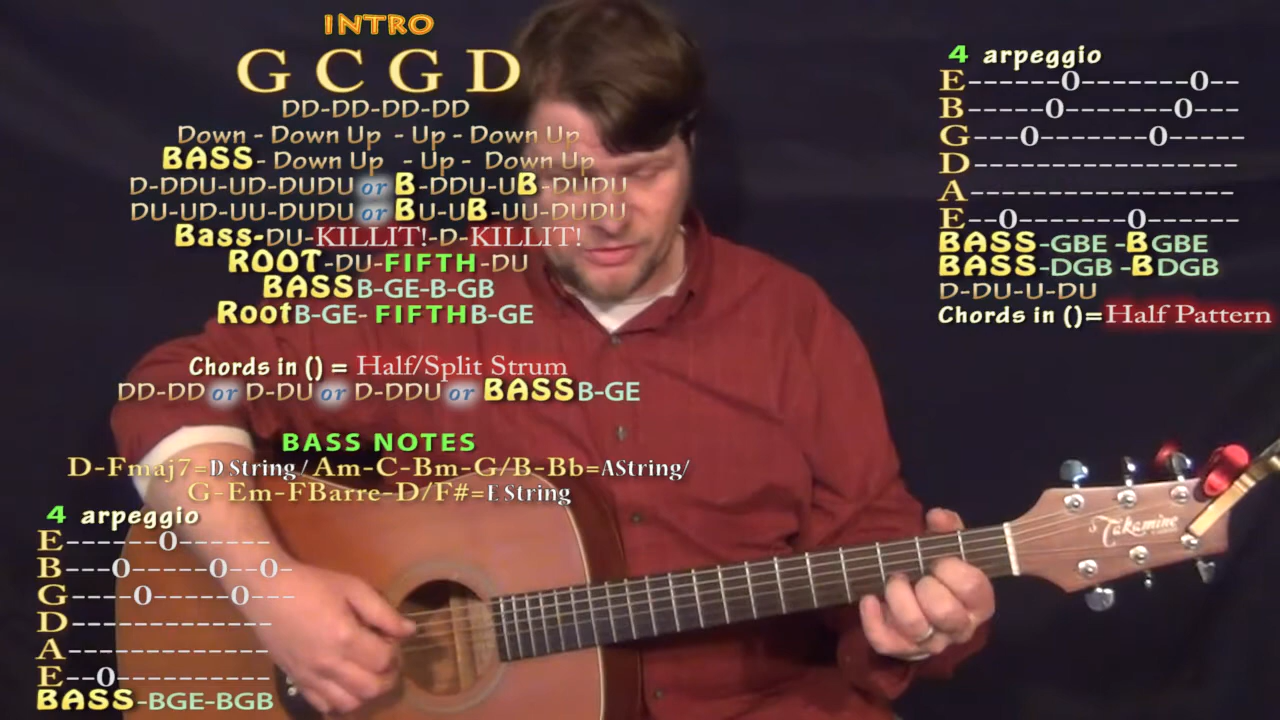 INTRO
G C G D
DD-DD-DD-DD
Down - Down Up - Up - Down Up
BASS - Down Up - Up - Down Up
D-DDU-UD-DUDU or B-DDU-UB-DUDU
DU-UD-UU-DUDU or BU-UB-UU-DUDU
Bass-DU-KILLIT!-D-KILLIT!
ROOT-DU-FIFTH-DU
BASSB-GE-B-GB
RootB-GE- FIFTHB-GE
Chords in () = Half/Split Strum
DD-DD or D-DU or D-DDU or BASSB-GE
BASS NOTES
D-Fmaj7=D String/ Am-C-Bm-G/B-Bb=AString/
G-Em-FBarre-D/F#=E String
4 arpeggio
E------0------
B---0------0--0-
G----0------0---
D-------------
A-------------
E--0----------
BASS-BGE-BGB
4 arpeggio
E-------0-------0--
B------0-------0---
G---0-------0-----
D------------------
A------------------
E--0-------0------
BASS-GBE -BGBE
BASS-DGB -BDGB
D-DU-U-DU
Chords in ()=Half Pattern
Takamine